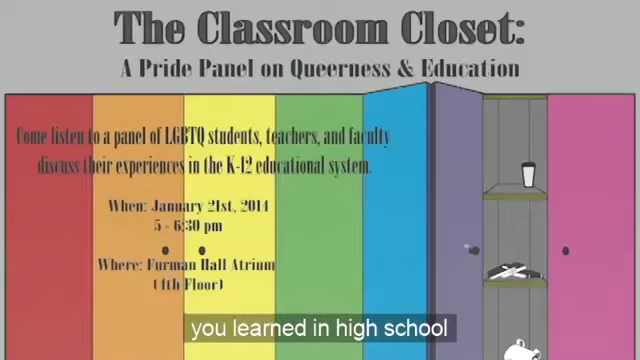 The Classroom Closet:
A Pride Panel on Queerness & Education
Come listen to a panel of LGBTQ students, teachers, and faculty
discuss their experiences in the K-12 educational system.
When: January 21st, 2014
5 - 6:30 pm
Where: Furman Hall Atrium
(4th Floor)
you learned in high school